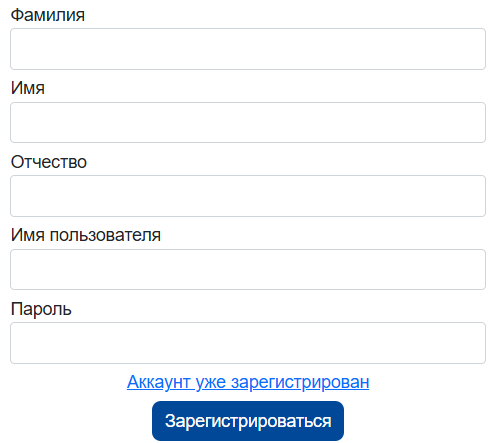 Фамилия
Имя
Отчество
Имя пользователя
Пароль
Аккаунт уже зарегистрирован
Зарегистрироваться